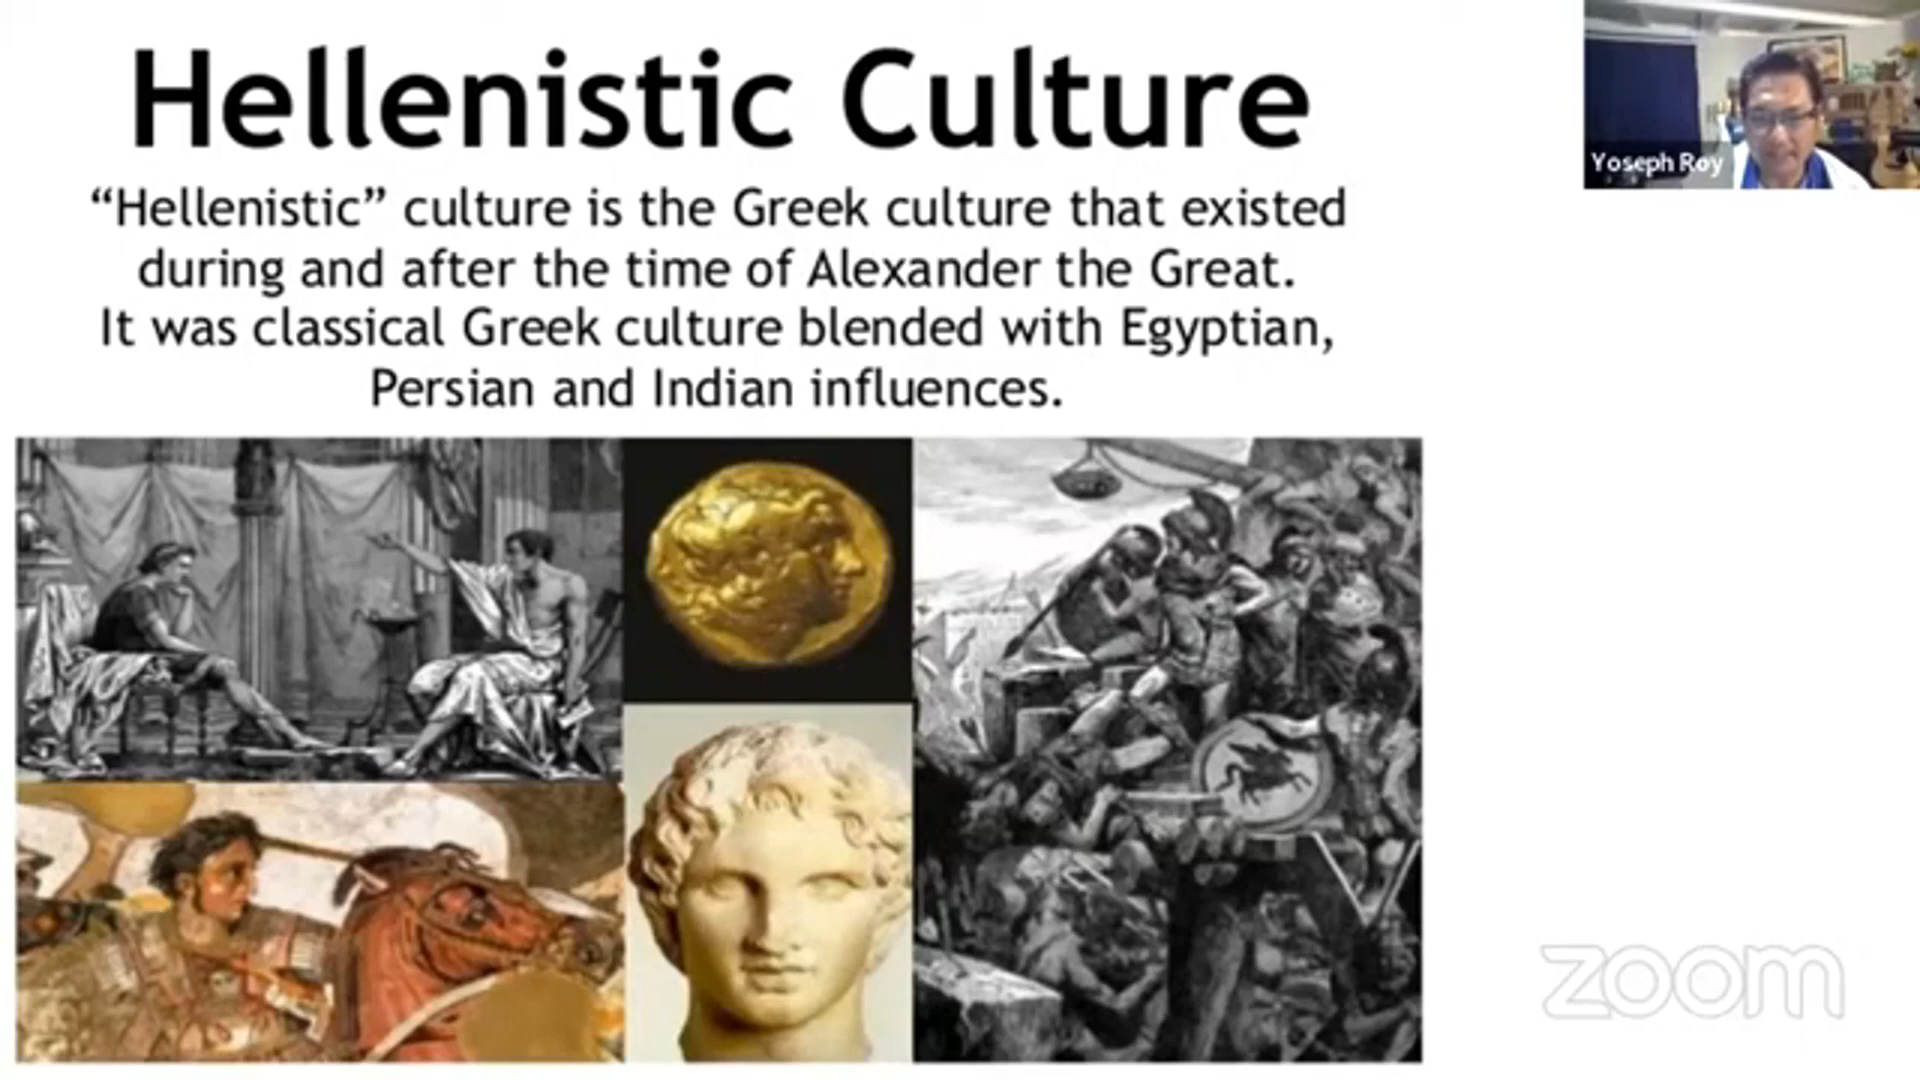 Hellenistic Culture
“Hellenistic” culture is the Greek culture that existed
during and after the time of Alexander the Great.
It was classical Greek culture blended with Egyptian,
Persian and Indian influences.
Yoseph Roy
zoom